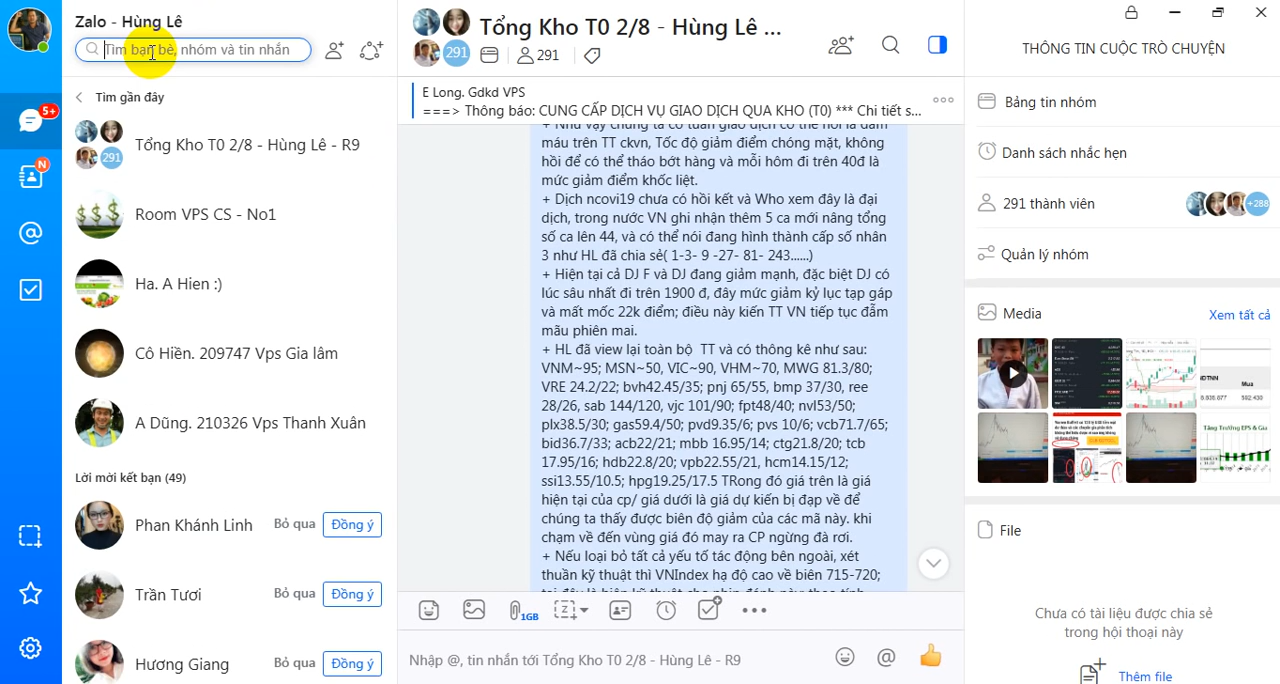 Zalo - Hùng Lê
Tìm bạn bè, nhóm và tin nhắn
Tìm gần đây
291
Tổng Kho T0 2/8 - Hùng Lê - R9
Room VPS CS - No1
Ha. A Hien :)
Cô Hiền. 209747 Vps Gia lâm
A Dũng. 210326 Vps Thanh Xuân
Lời mời kết bạn (49)
Phan Khánh Linh Bỏ qua Đồng ý
Trần Tươi Bỏ qua Đồng ý
Hương Giang Bỏ qua Đồng ý
5+
N
Tổng Kho T0 2/8 - Hùng Lê ...
291
291
E Long. Gdkd VPS
===> Thông báo: CUNG CẤP DỊCH VỤ GIAO DỊCH QUA KHO (T0) *** Chi tiết s...
+ Như vậy chúng ta có tuần giao dịch có thể nói là đẫm
máu trên TT ckvn, Tốc độ giảm điểm chóng mặt, không
hồi để có thể tháo bớt hàng và mỗi hôm đi trên 40đ là
mức giảm điểm khốc liệt.
+ Dịch ncovi19 chưa có hồi kết và Who xem đây là đại
dịch, trong nước VN ghi nhận thêm 5 ca mới nâng tổng
số ca lên 44, và có thể nói đang hình thành cấp số nhân
3 như HL đã chia sẻ( 1-3- 9 -27- 81- 243......)
+ Hiện tại cả DJ F và DJ đang giảm mạnh, đặc biệt DJ có
lúc sâu nhất đi trên 1900 đ, đây mức giảm kỷ lục tạp gáp
và mất mốc 22k điểm; điều này kiến TT VN tiếp tục đẫm
mãu phiên mai.
+ HL đã view lại toàn bộ TT và có thông kê như sau:
VNM~95; MSN~50, VIC~90, VHM~70, MWG 81.3/80;
VRE 24.2/22; bvh42.45/35; pnj 65/55, bmp 37/30, ree
28/26, sab 144/120, vjc 101/90; fpt48/40; nvl53/50;
plx38.5/30; gas59.4/50; pvd9.35/6; pvs 10/6; vcb71.7/65;
bid36.7/33; acb22/21; mbb 16.95/14; ctg21.8/20; tcb
17.95/16; hdb22.8/20; vpb22.55/21, hcm14.15/12;
ssi13.55/10.5; hpg19.25/17.5 TRong đó giá trên là giá
hiện tại của cp/ giá dưới là giá dự kiến bị đạp về để
chúng ta thấy được biên độ giảm của các mã này. khi
chạm về đến vùng giá đó may ra CP ngừng đà rơi.
+ Nếu loại bỏ tất cả yếu tố tác động bên ngoài, xét
thuần kỹ thuật thì VNIndex hạ độ cao về biên 715-720;
1GB
Nhập @, tin nhắn tới Tổng Kho T0 2/8 - Hùng Lê - R9
THÔNG TIN CUỘC TRÒ CHUYỆN
Bảng tin nhóm
Danh sách nhắc hẹn
291 thành viên
+288
Quản lý nhóm
Media
Xem tất cả
Mua
592.430
Tăng Trưởng EPS & Gia
File
Chưa có tài liệu được chia sẻ
trong hội thoại này
Thêm file